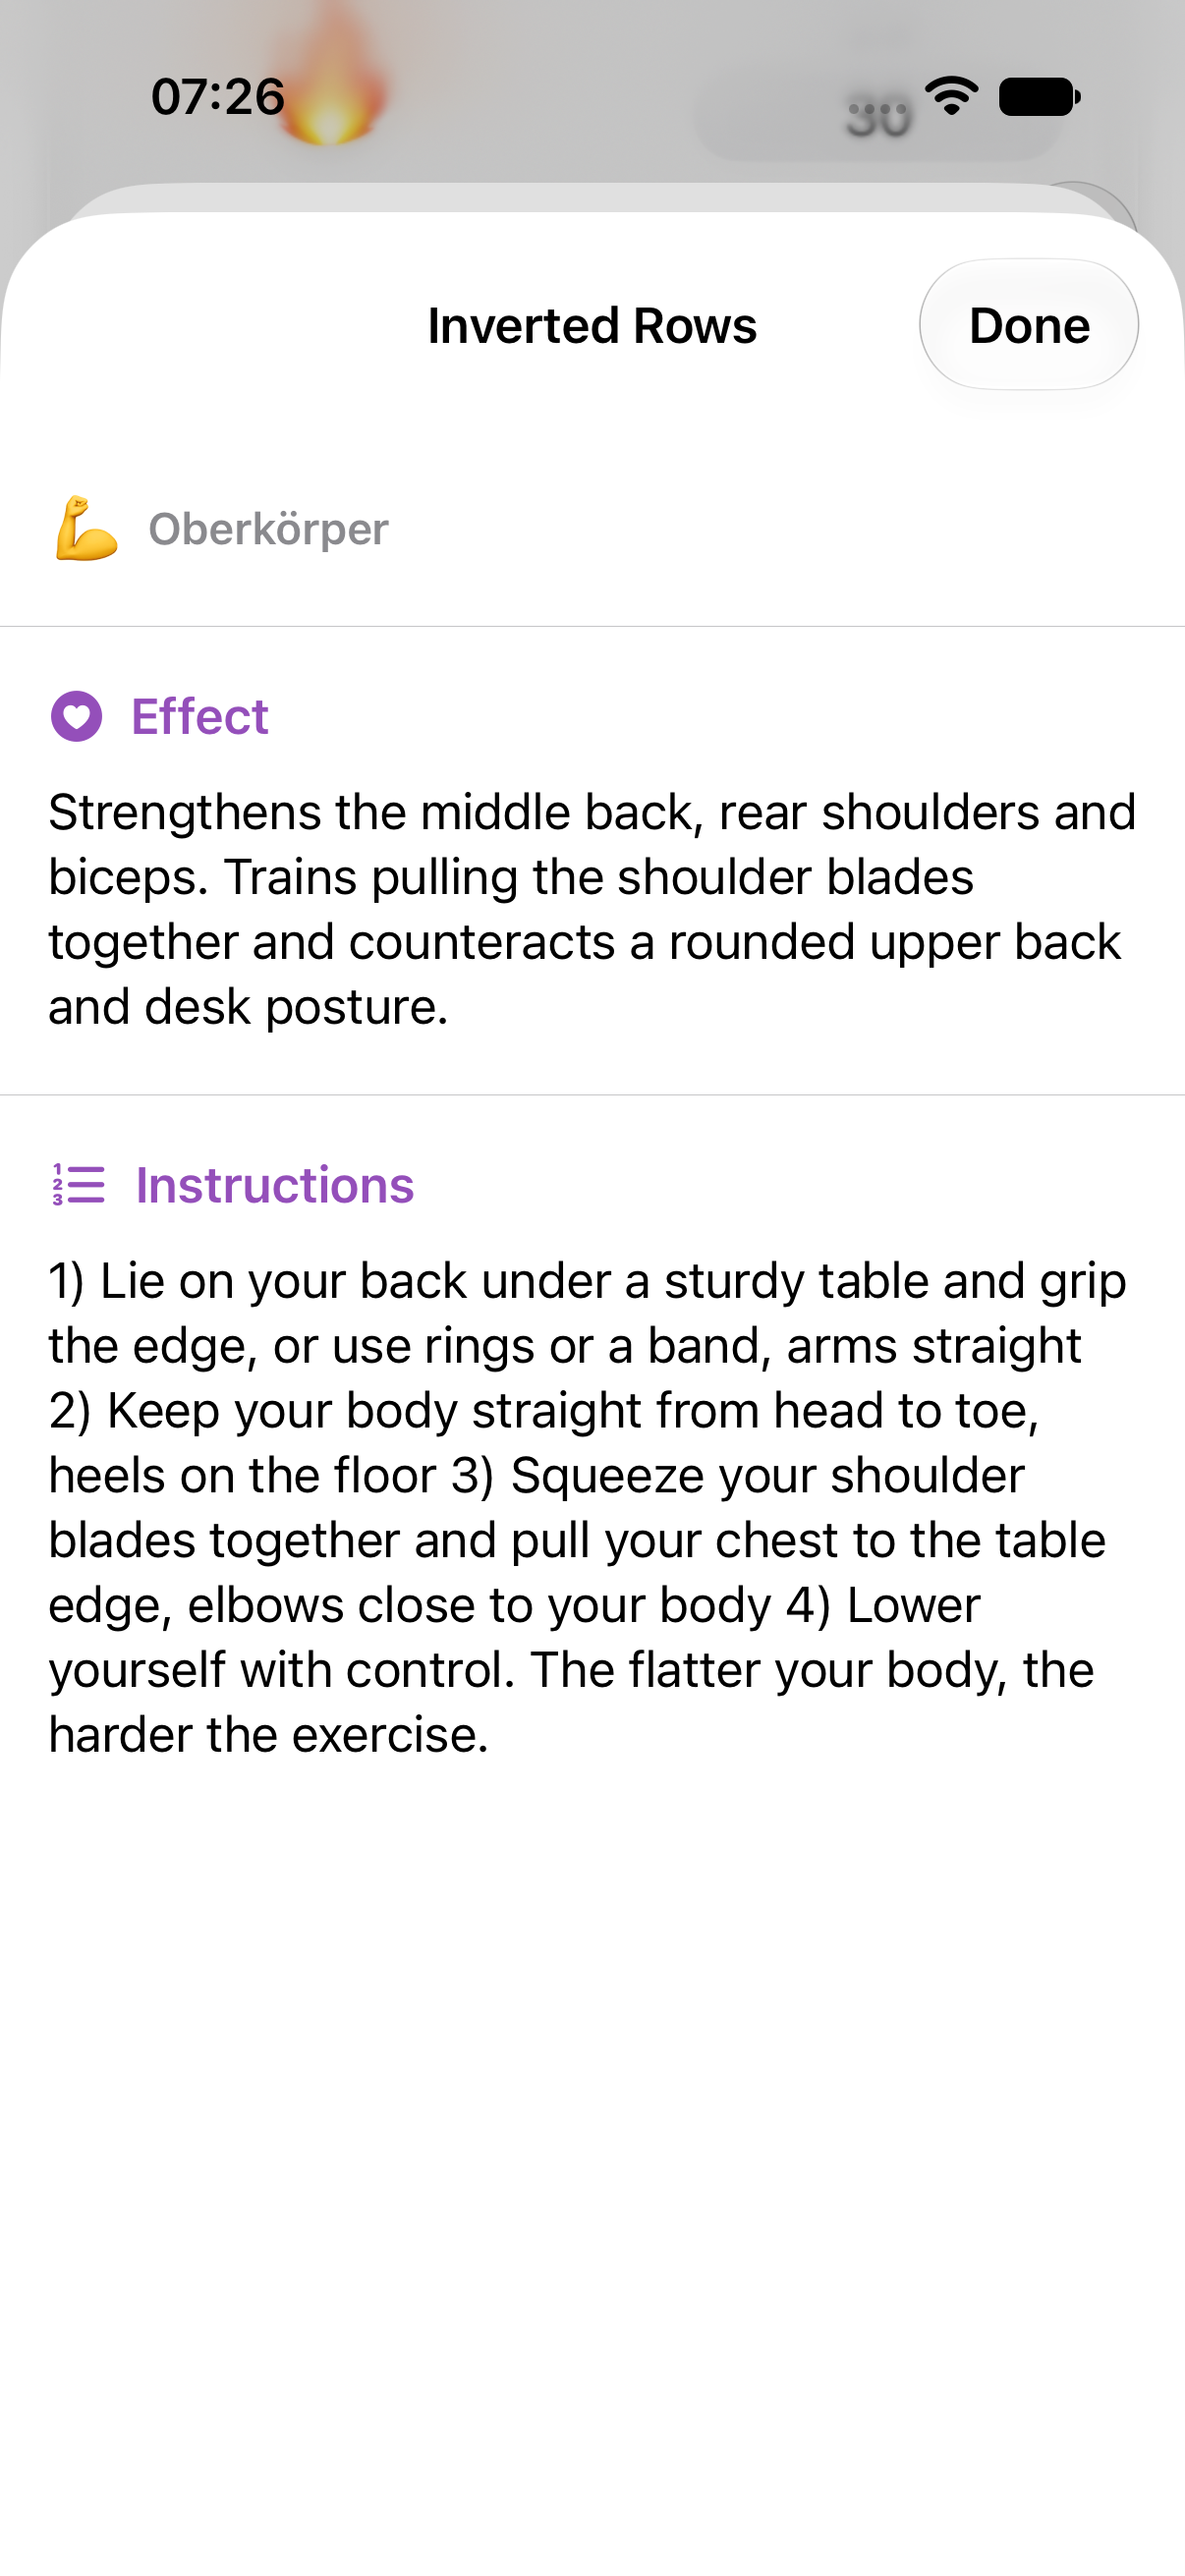 07:26
30
Inverted Rows
Done
Oberkörper
Effect
Strengthens the middle back, rear shoulders and
biceps. Trains pulling the shoulder blades
together and counteracts a rounded upper back
and desk posture.
1
2
3
Instructions
1) Lie on your back under a sturdy table and grip
the edge, or use rings or a band, arms straight
2) Keep your body straight from head to toe,
heels on the floor 3) Squeeze your shoulder
blades together and pull your chest to the table
edge, elbows close to your body 4) Lower
yourself with control. The flatter your body, the
harder the exercise.